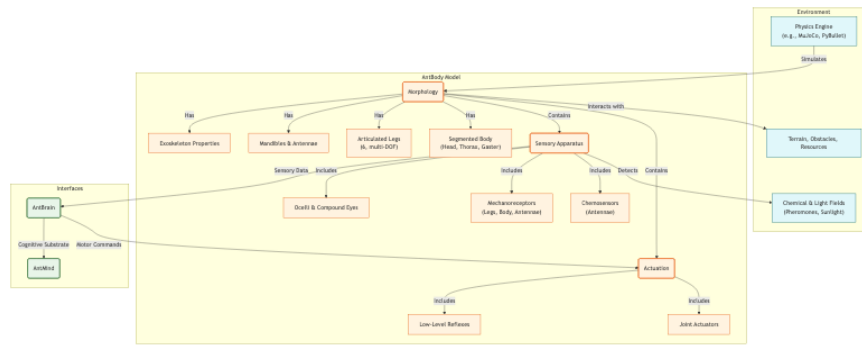 Environment
Physics Engine
(e.g., MuJoCo, PyBullet)
Simulates
AntBody Model
Morphology
Interacts with
Has
Has
Has
Has
Contains
Exoskeleton Properties
Mandibles & Antennae
Articulated Legs
(6, multi-DOF)
Segmented Body
(Head, Thorax, Gaster)
Sensory Apparatus
Terrain, Obstacles,
Resources
Sensory Data
Includes
Includes
Includes
Detects
Contains
Interfaces
AntBrain
Ocelli & Compound Eyes
Mechanoreceptors
(Legs, Body, Antennae)
Chemosensors
(Antennae)
Chemical & Light Fields
(Pheromones, Sunlight)
Cognitive Substrate
Motor Commands
AntMind
Actuation
Includes
Includes
Low-Level Reflexes
Joint Actuators